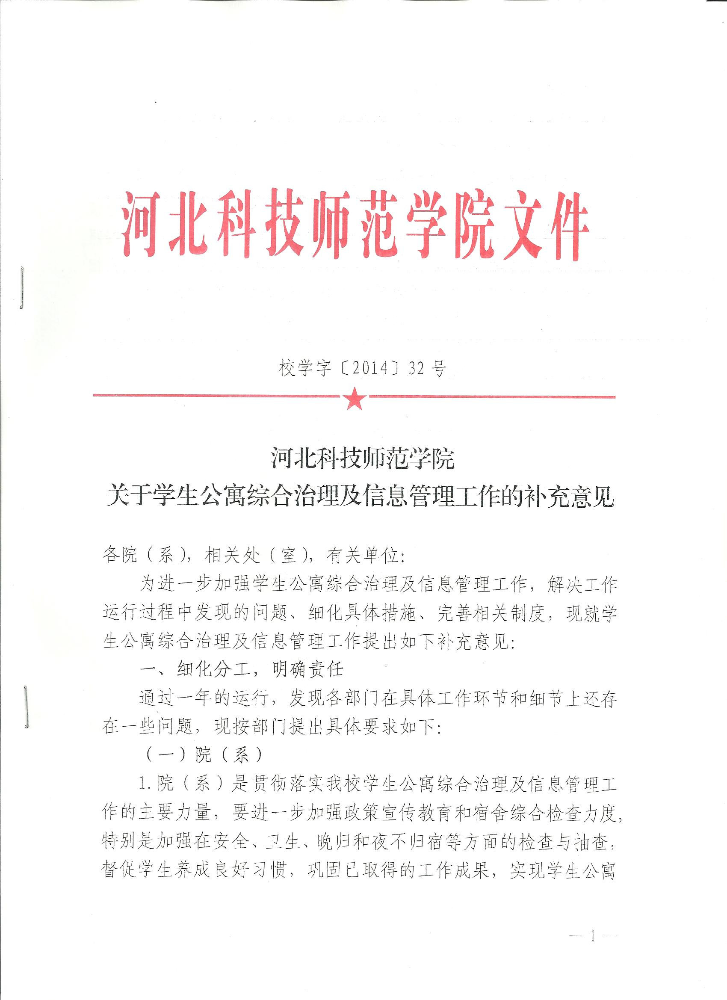 河北科技师范学院文件
校学字〔2014〕32号
河北科技师范学院
关于学生公寓综合治理及信息管理工作的补充意见
各院（系），相关处（室），有关单位：
为进一步加强学生公寓综合治理及信息管理工作，解决工作
运行过程中发现的问题、细化具体措施、完善相关制度，现就学
生公寓综合治理及信息管理工作提出如下补充意见：
一、细化分工，明确责任
通过一年的运行，发现各部门在具体工作环节和细节上还存
在一些问题，现按部门提出具体要求如下：
（一）院（系）
1.院（系）是贯彻落实我校学生公寓综合治理及信息管理工
作的主要力量，要进一步加强政策宣传教育和宿舍综合检查力度，
特别是加强在安全、卫生、晚归和夜不归宿等方面的检查与抽查，
督促学生养成良好习惯，巩固已取得的工作成果，实现学生公寓
— 1 —